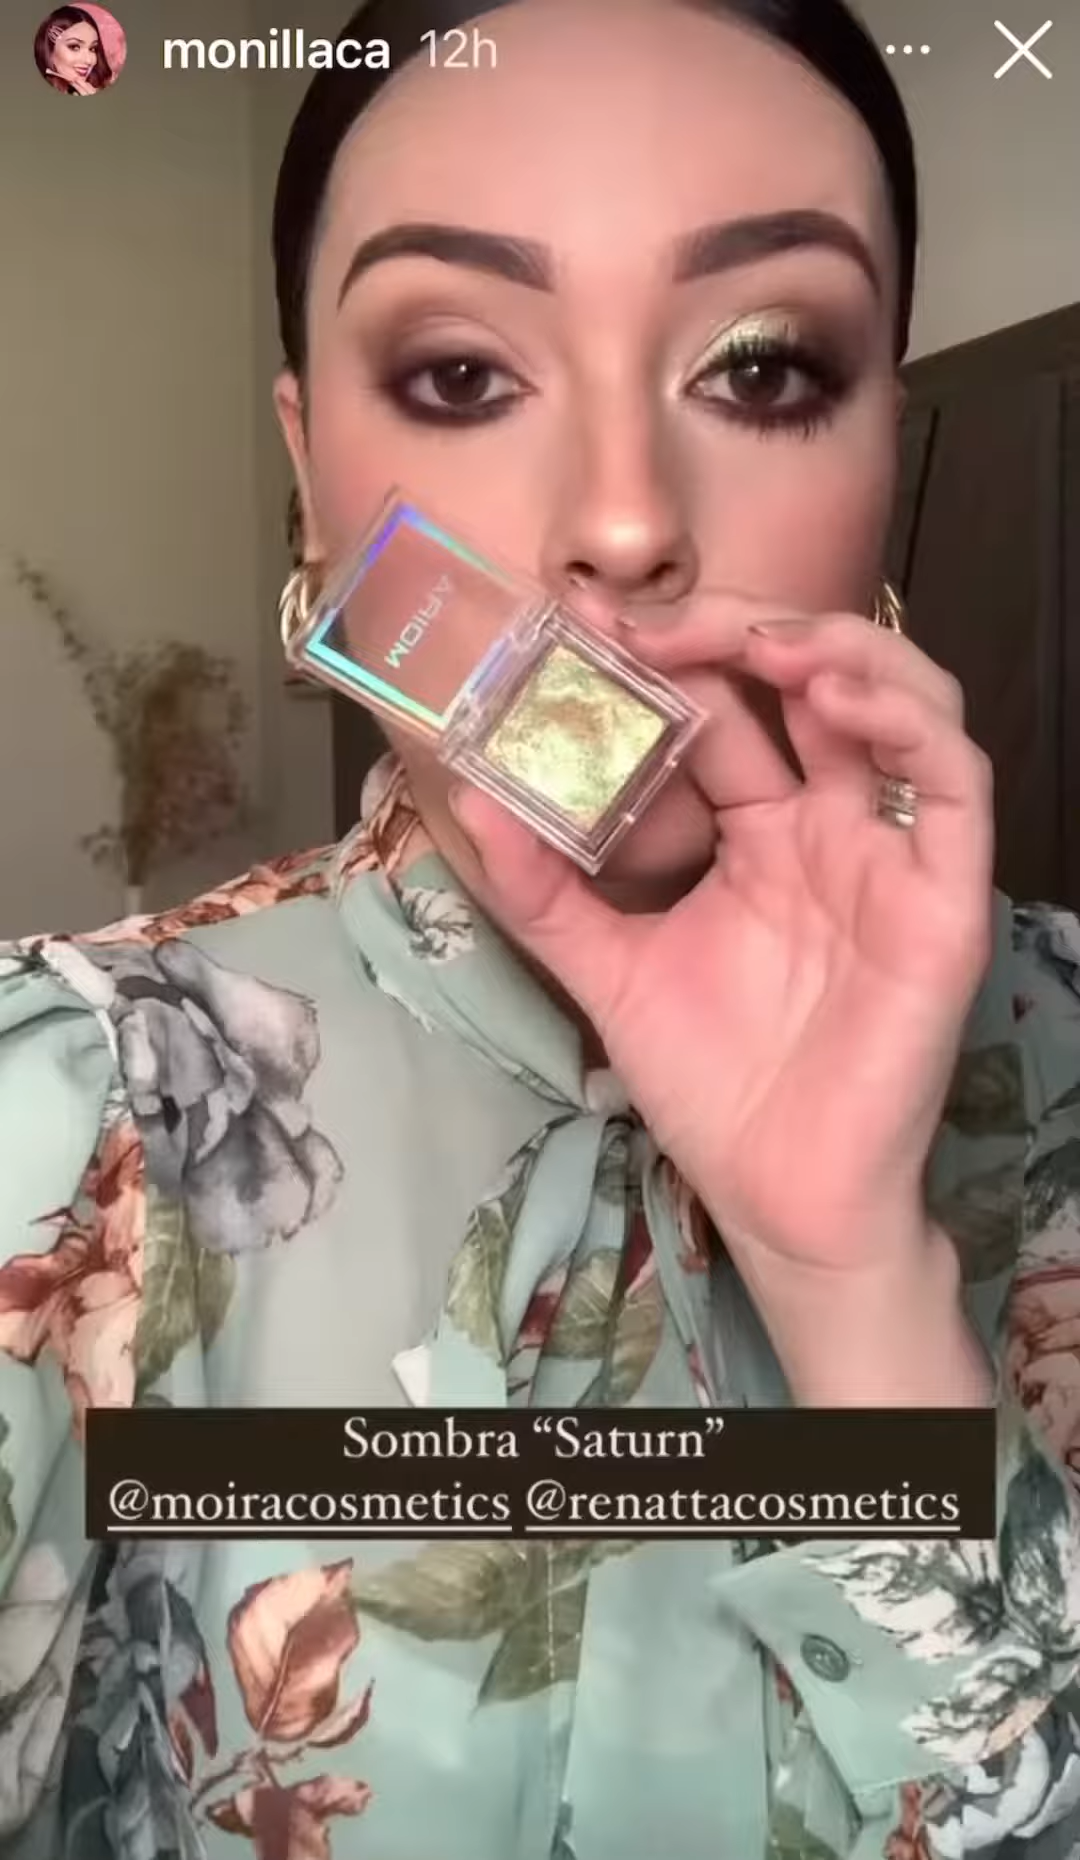 monillaca 12h
MOIRA
Sombra “Saturn”
@moiracosmetics @renattacosmetics